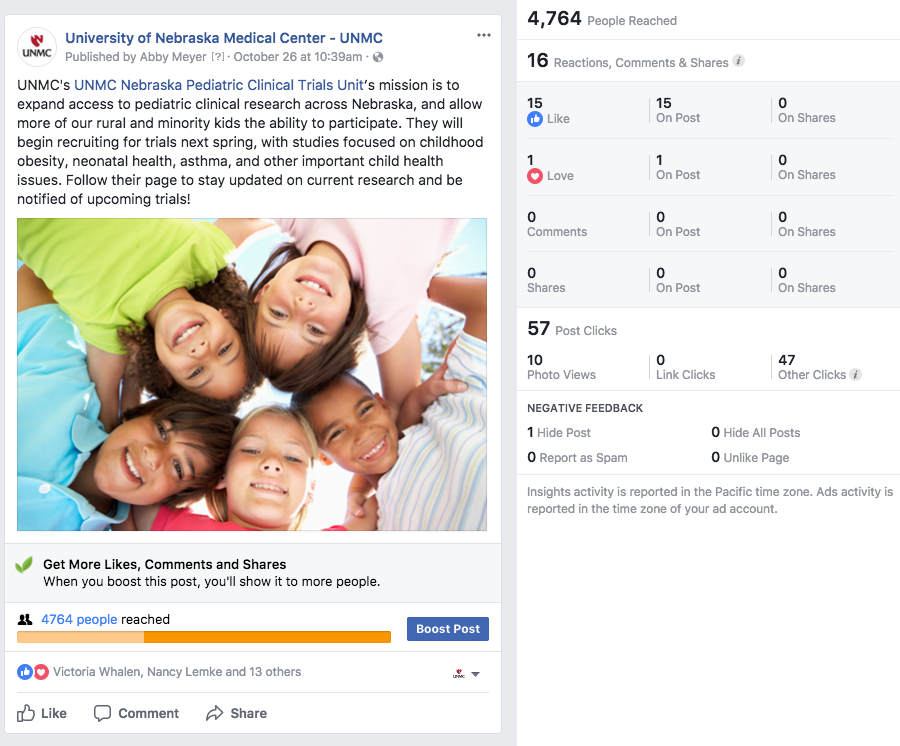 UNMC
University of Nebraska Medical Center - UNMC
Published by Abby Meyer [?] · October 26 at 10:39am ·
UNMC's UNMC Nebraska Pediatric Clinical Trials Unit's mission is to
expand access to pediatric clinical research across Nebraska, and allow
more of our rural and minority kids the ability to participate. They will
begin recruiting for trials next spring, with studies focused on childhood
obesity, neonatal health, asthma, and other important child health
issues. Follow their page to stay updated on current research and be
notified of upcoming trials!
Get More Likes, Comments and Shares
When you boost this post, you'll show it to more people.
4764 people reached
Boost Post
Victoria Whalen, Nancy Lemke and 13 others
UNMC
Like Comment Share
4,764 People Reached
16 Reactions, Comments & Shares i
15 15 0
Like On Post On Shares
1 1 0
Love On Post On Shares
0 0 0
Comments On Post On Shares
0 0 0
Shares On Post On Shares
57 Post Clicks
10 0 47
Photo Views Link Clicks Other Clicks i
NEGATIVE FEEDBACK
1 Hide Post 0 Hide All Posts
0 Report as Spam 0 Unlike Page
Insights activity is reported in the Pacific time zone. Ads activity is
reported in the time zone of your ad account.